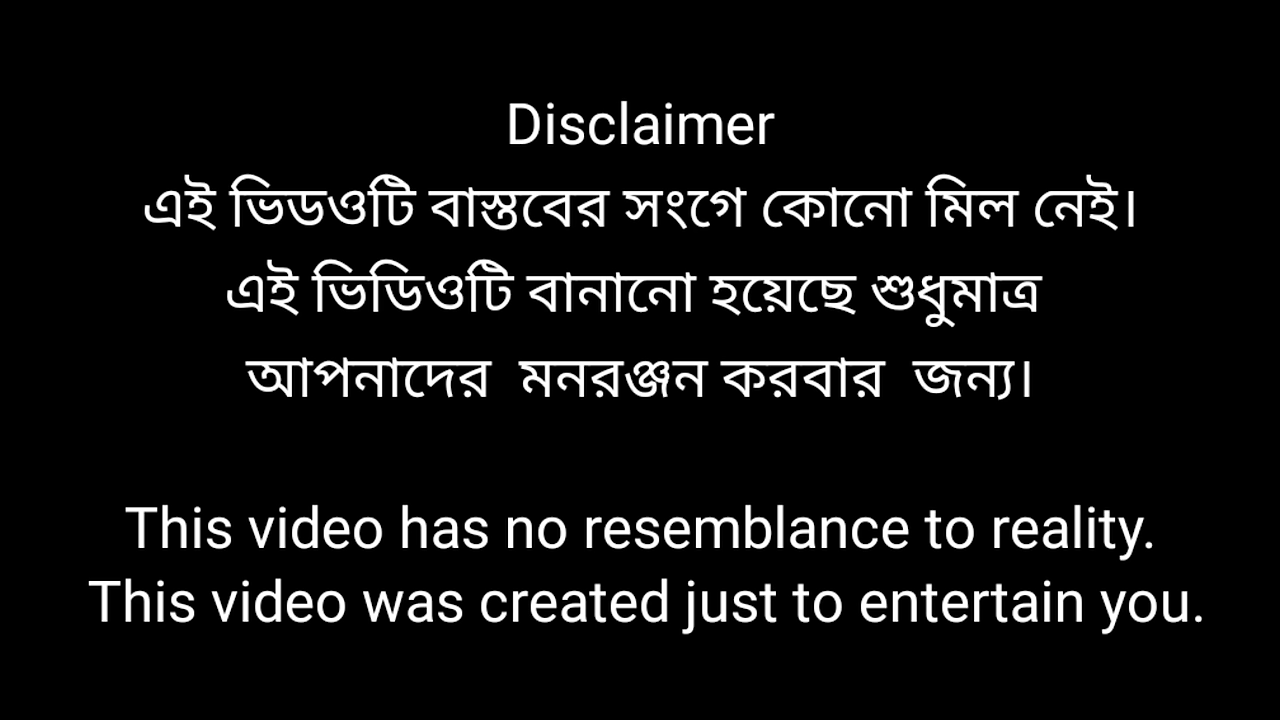 Disclaimer
এই ভিডওটি বাস্তবের সংগে কোনো মিল নেই।
এই ভিডিওটি বানানো হয়েছে শুধুমাত্র
আপনাদের মনরঞ্জন করবার জন্য।
This video has no resemblance to reality.
This video was created just to entertain you.